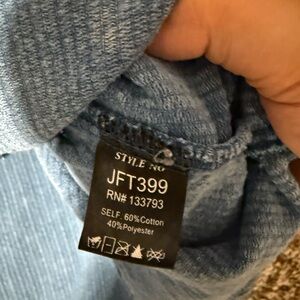 STYLE NO
JFT399
RN# 133793
SELF: 60%Cotton
40%Polyester